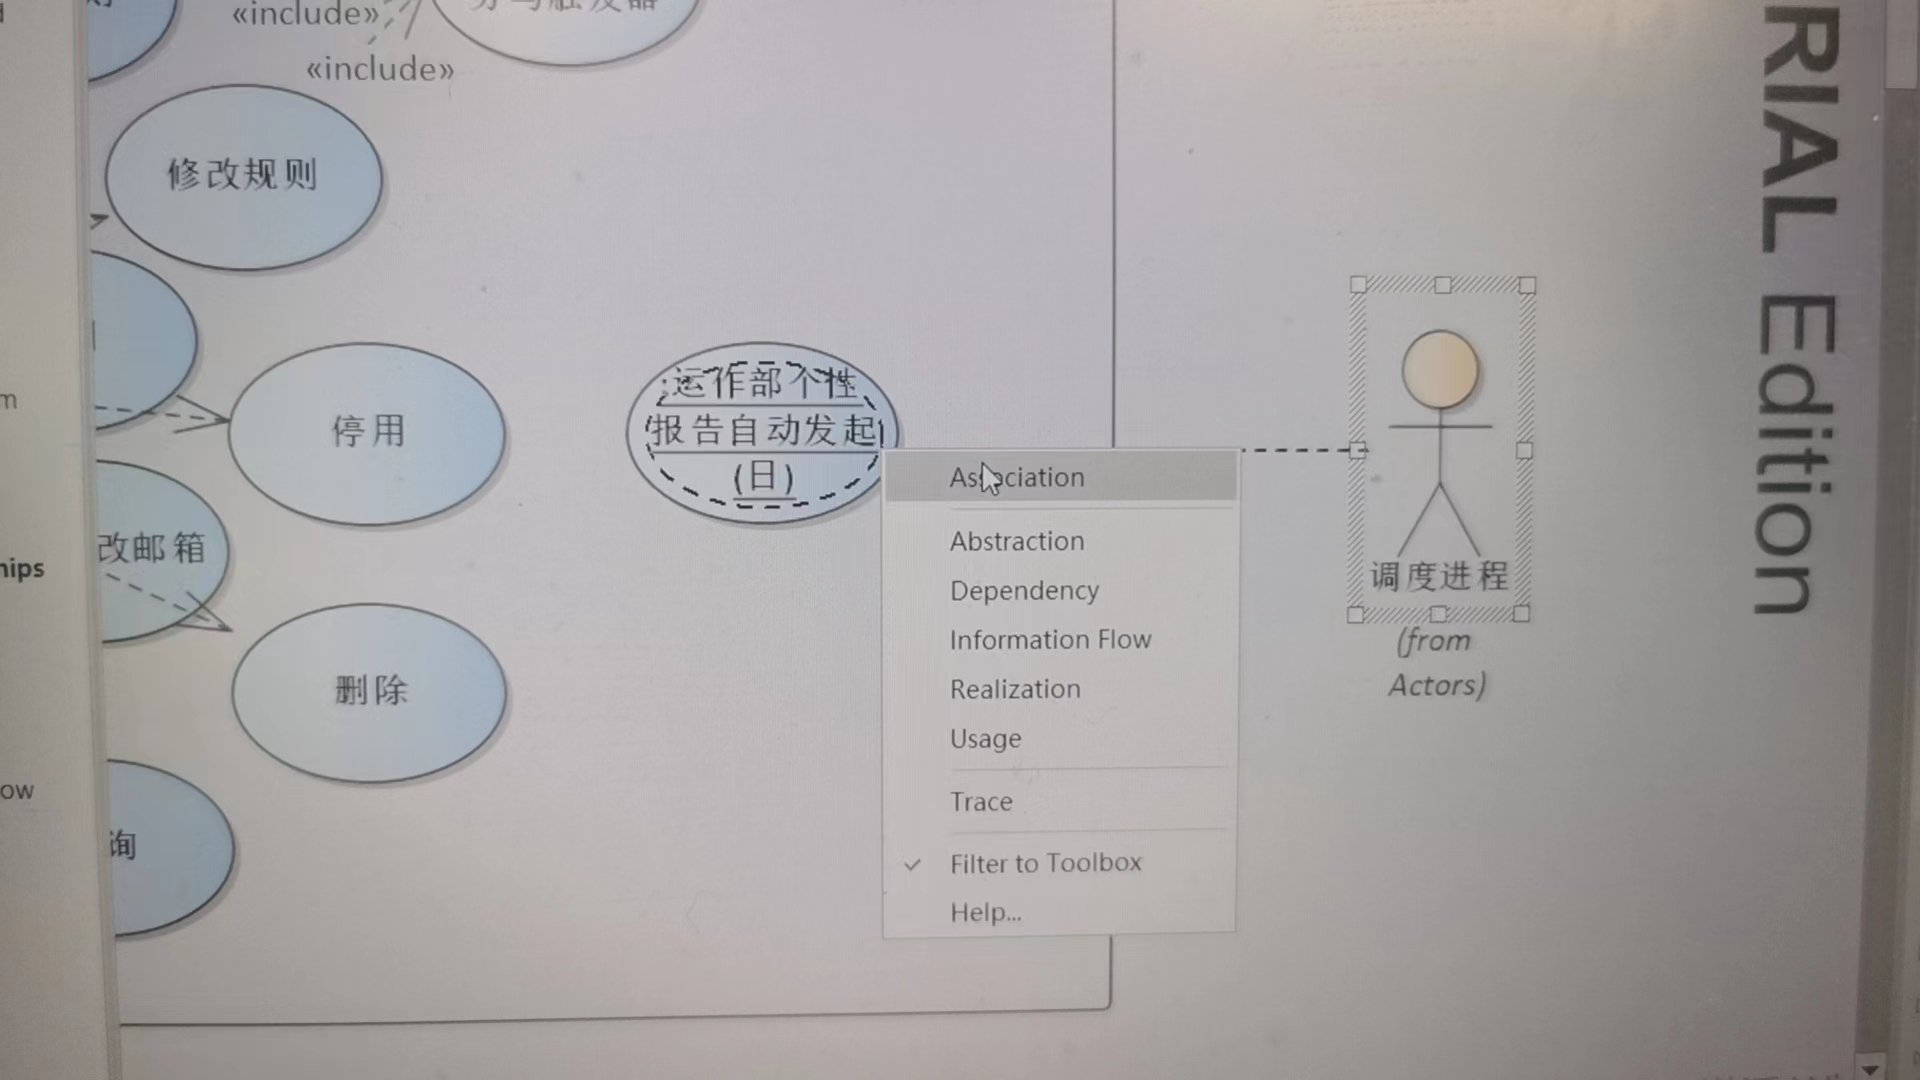 «include»
«include»
修改规则
停用
改邮箱
删除
询
:运作部个性
报告自动发起
(日)
Association
Abstraction
Dependency
Information Flow
Realization
Usage
Trace
Filter to Toolbox
Help...
调度进程
(from
Actors)
RIAL Edition
m
hips
ow